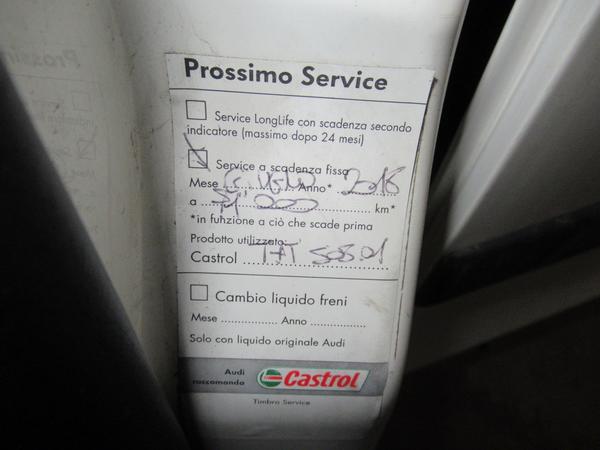 Prossimo Service
Service LongLife con scadenza secondo
indicatore (massimo dopo 24 mesi)
Service a scadenza fissa
Mese Anno* 2016
a ............ km*
*in funzione a ciò che scade prima
Prodotto utilizzato:
Castrol
Cambio liquido freni
Mese ................ Anno ................
Solo con liquido originale Audi
Audi
raccomanda
Castrol
Timbro Service